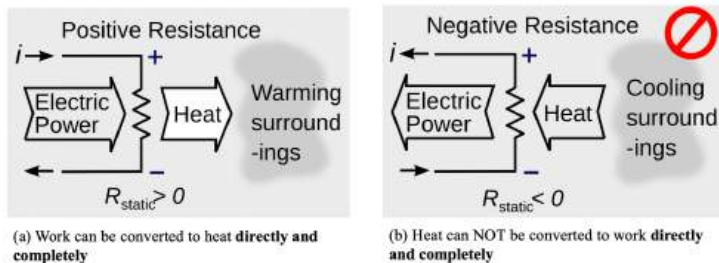 Positive Resistance
i
+
Electric
Power
Heat
Warming
surround
-ings
–
R_static > 0
(a) Work can be converted to heat directly and
completely
Negative Resistance
i
+
Electric
Power
Heat
Cooling
surround
-ings
–
R_static < 0
(b) Heat can NOT be converted to work directly
and completely